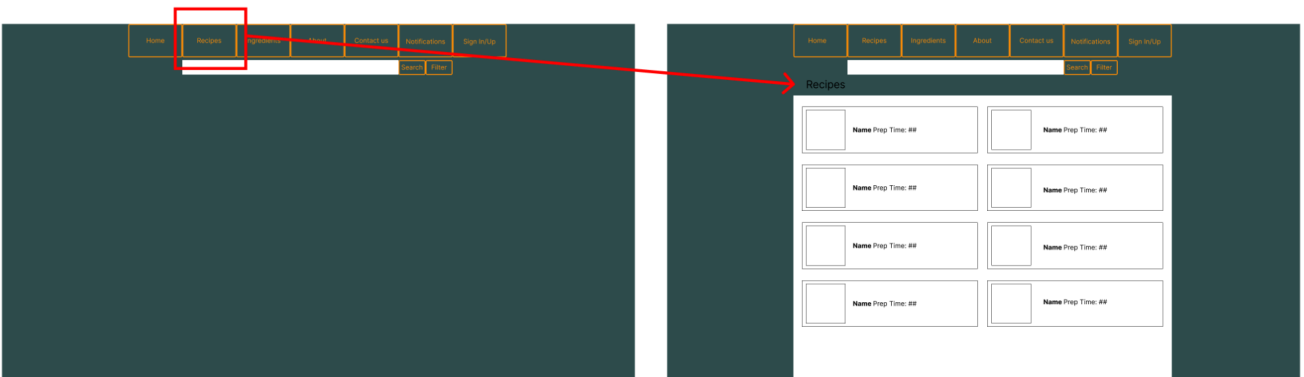 Home Recipes Ingredients About Contact us Notifications Sign in/Up
Search Filter
Home Recipes Ingredients About Contact us Notifications Sign in/Up
Search Filter
Recipes
Name Prep Time: ## Name Prep Time: ##
Name Prep Time: ## Name Prep Time: ##
Name Prep Time: ## Name Prep Time: ##
Name Prep Time: ## Name Prep Time: ##